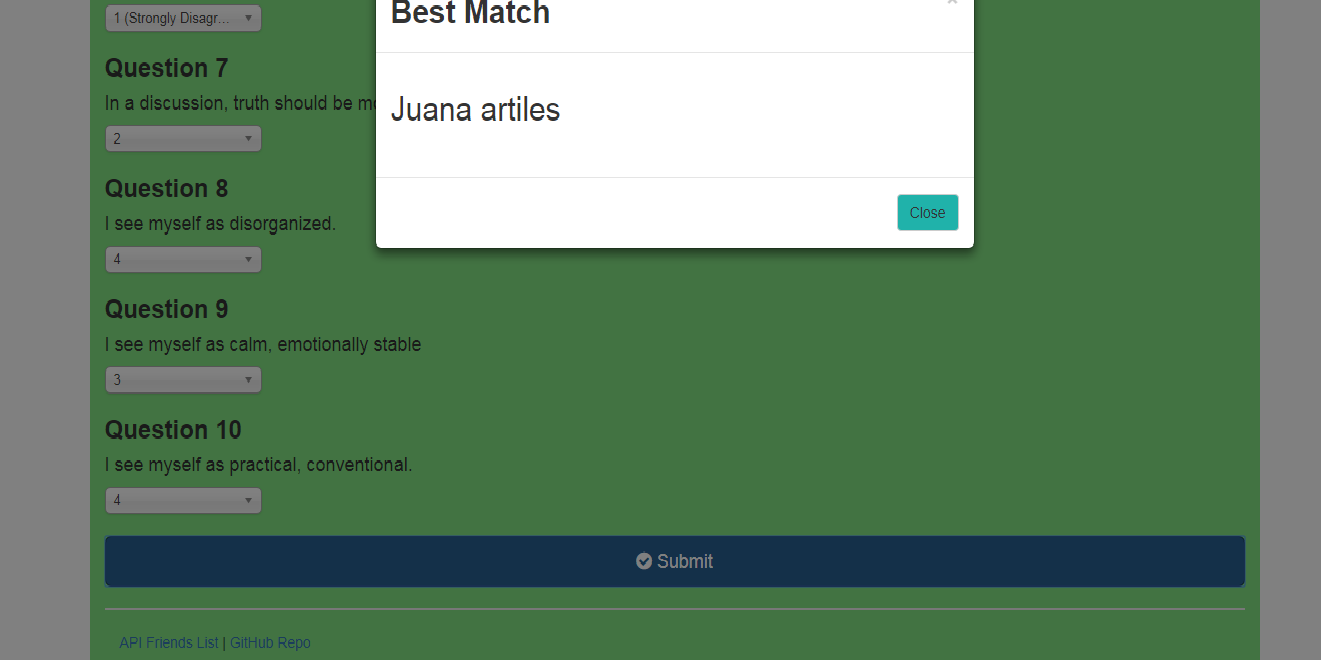 1 (Strongly Disagr...
Best Match
×
Question 7
In a discussion, truth should be
Juana artiles
2
Question 8
Close
I see myself as disorganized.
4
Question 9
I see myself as calm, emotionally stable
3
Question 10
I see myself as practical, conventional.
4
Submit
API Friends List | GitHub Repo